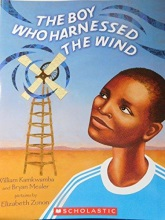 THE BOY
WHO HARNESSED
THE WIND
William Kamkwamba
and Bryan Mealer
pictures by
Elizabeth Zunon
SCHOLASTIC